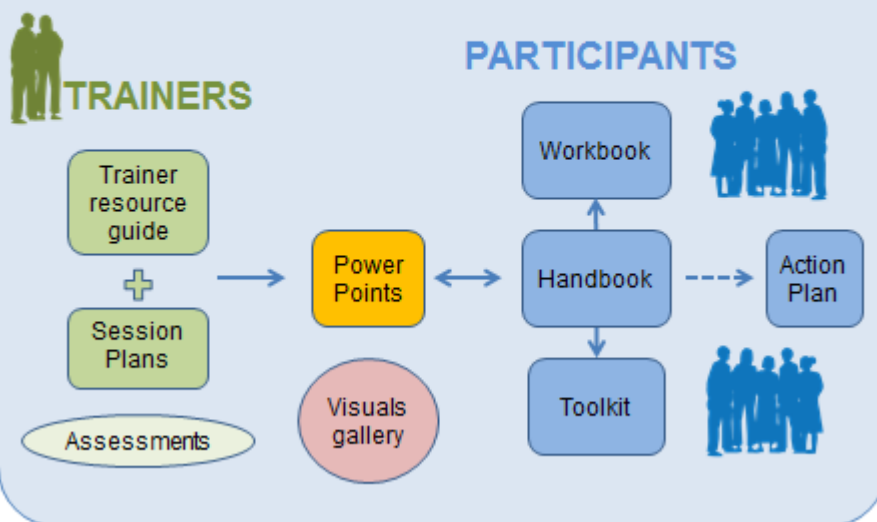 TRAINERS
PARTICIPANTS
Trainer
resource
guide
Session
Plans
Assessments
Power
Points
Visuals
gallery
Workbook
Handbook
Toolkit
Action
Plan